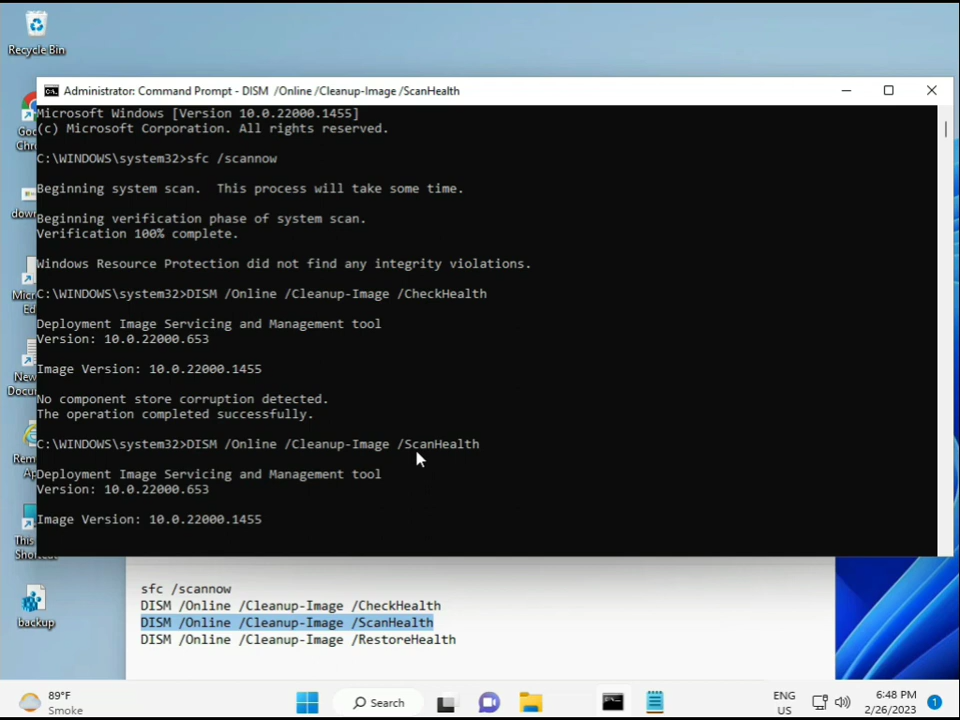 Recycle Bin
Administrator: Command Prompt - DISM /Online /Cleanup-Image /ScanHealth
Microsoft Windows [Version 10.0.22000.1455]
(c) Microsoft Corporation. All rights reserved.
C:\WINDOWS\system32>sfc /scannow
Beginning system scan.  This process will take some time.
Beginning verification phase of system scan.
Verification 100% complete.
Windows Resource Protection did not find any integrity violations.
C:\WINDOWS\system32>DISM /Online /Cleanup-Image /CheckHealth
Deployment Image Servicing and Management tool
Version: 10.0.22000.653
Image Version: 10.0.22000.1455
No component store corruption detected.
The operation completed successfully.
C:\WINDOWS\system32>DISM /Online /Cleanup-Image /ScanHealth
Deployment Image Servicing and Management tool
Version: 10.0.22000.653
Image Version: 10.0.22000.1455
backup
sfc /scannow
DISM /Online /Cleanup-Image /CheckHealth
DISM /Online /Cleanup-Image /ScanHealth
DISM /Online /Cleanup-Image /RestoreHealth
89°F
Smoke
Search
ENG
US
6:48 PM
2/26/2023
1